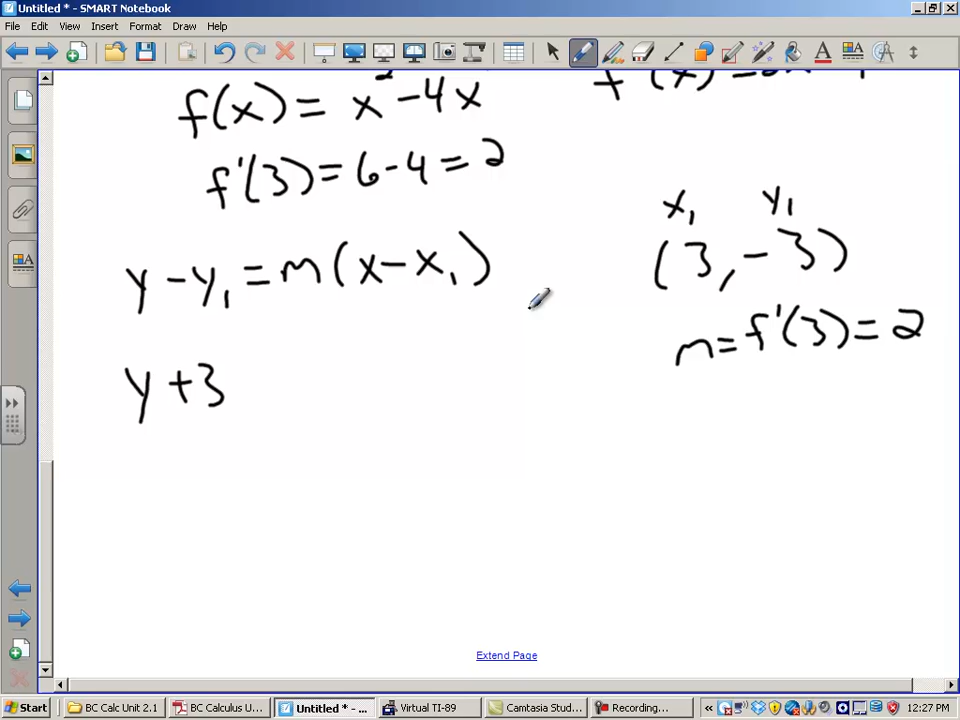 Untitled * - SMART Notebook
File Edit View Insert Format Draw Help
f(x) = x² - 4x
f'(3) = 6 - 4 = 2
x₁ y₁
(3, -3)
y - y₁ = m(x - x₁)
m = f'(3) = 2
y + 3
Extend Page
Start BC Calc Unit 2.1 BC Calculus U... Untitled * - ... Virtual TI-89 Camtasia Stud... Recording... « 12:27 PM